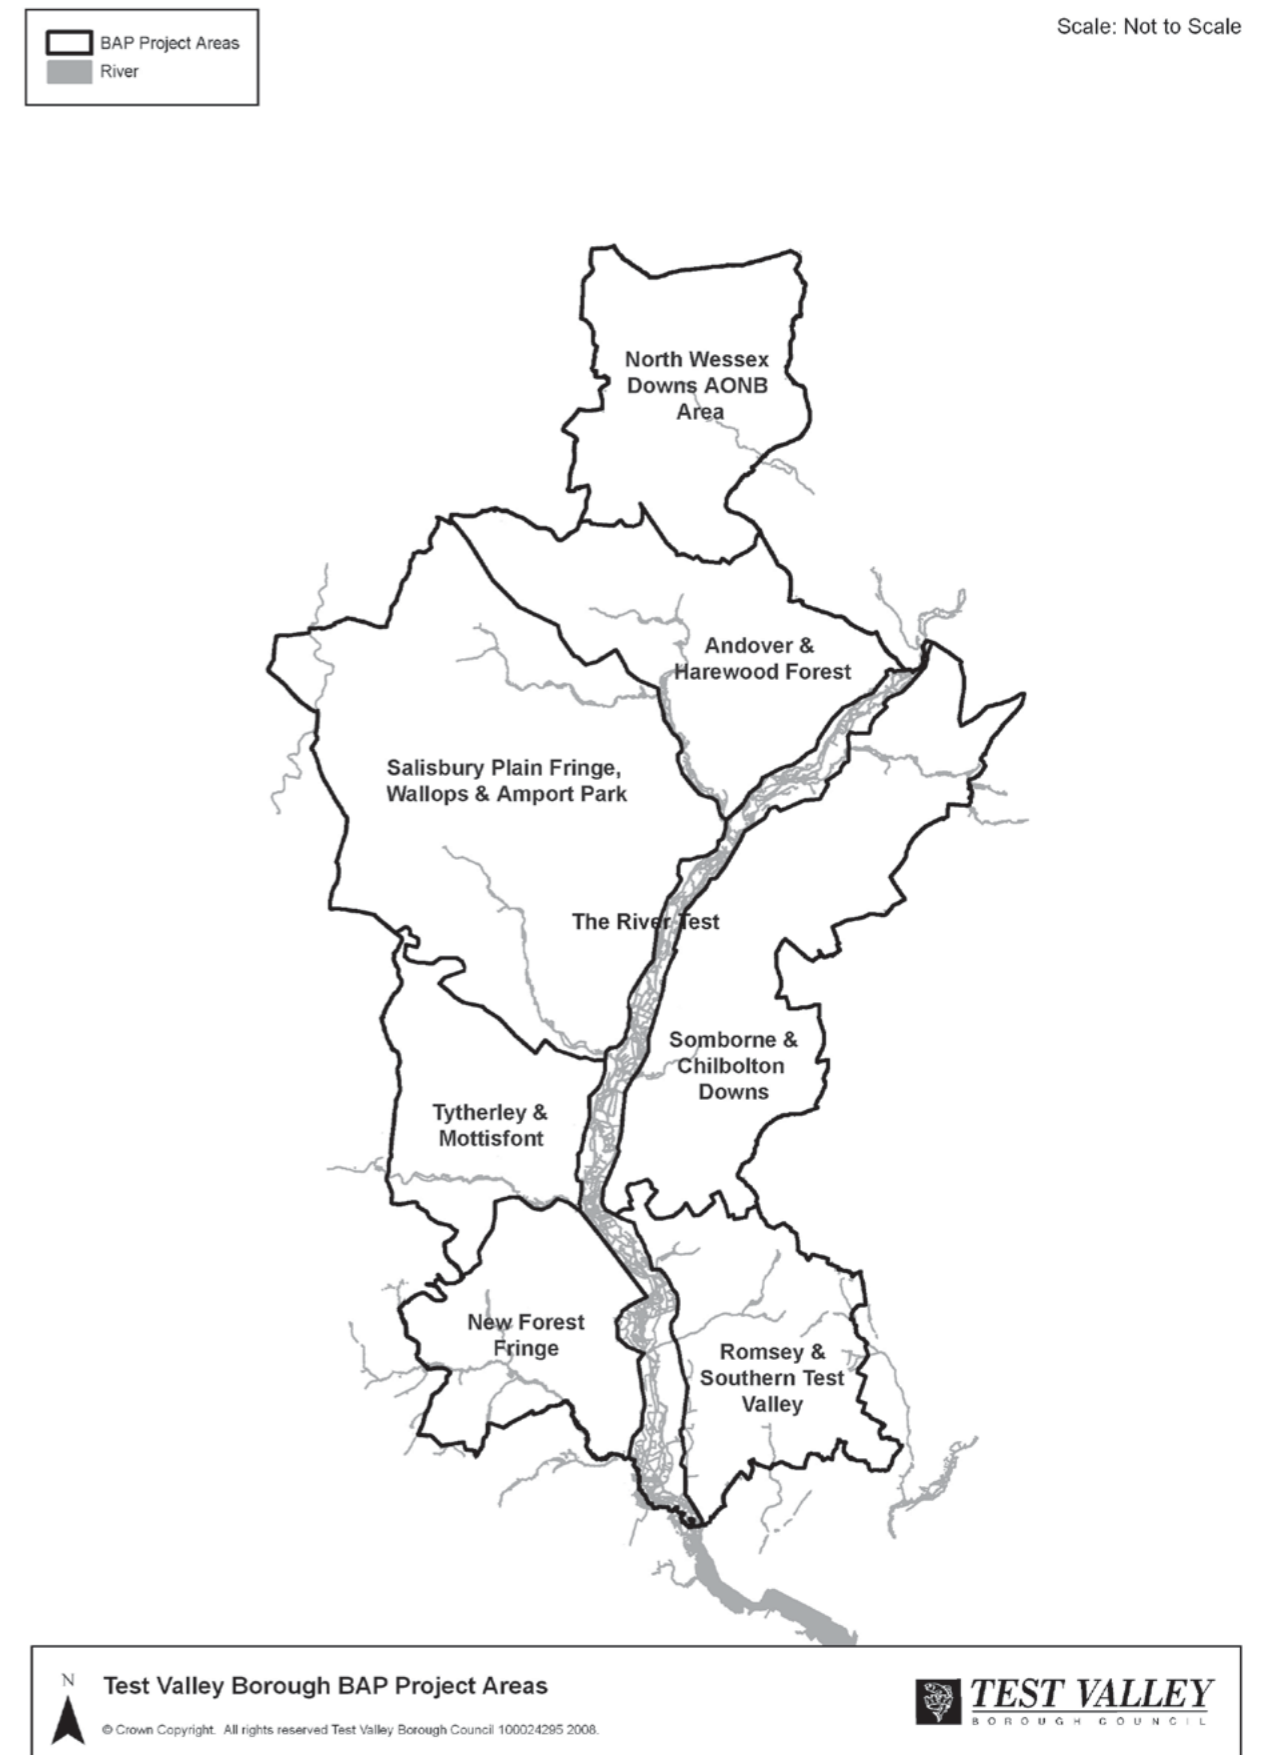 BAP Project Areas
River
Scale: Not to Scale
North Wessex
Downs AONB
Area
Andover &
Harewood Forest
Salisbury Plain Fringe,
Wallops & Amport Park
The River Test
Somborne &
Chilbolton
Downs
Tytherley &
Mottisfont
New Forest
Fringe
Romsey &
Southern Test
Valley
N
Test Valley Borough BAP Project Areas
© Crown Copyright. All rights reserved Test Valley Borough Council 100024295 2008.
TEST VALLEY
BOROUGH COUNCIL